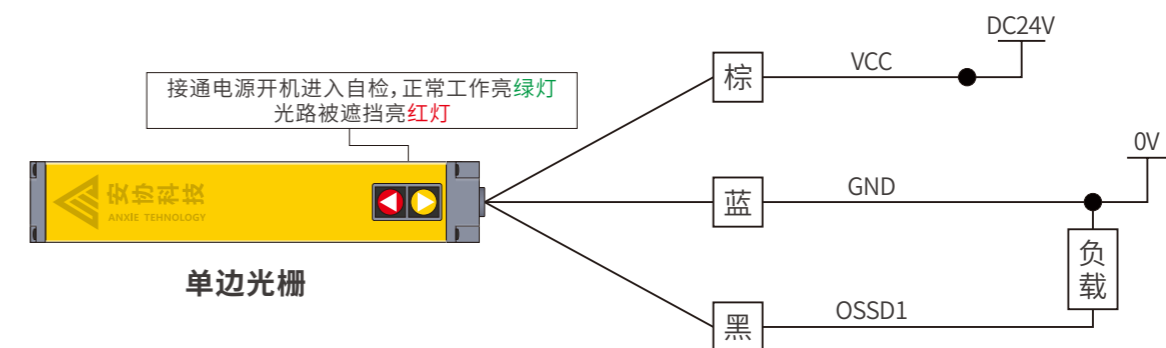 DC24V
棕
VCC
接通电源开机进入自检,正常工作亮绿灯
光路被遮挡亮红灯
0V
安协科技
ANXIE TEHNOLOGY
蓝
GND
负载
单边光栅
黑
OSSD1